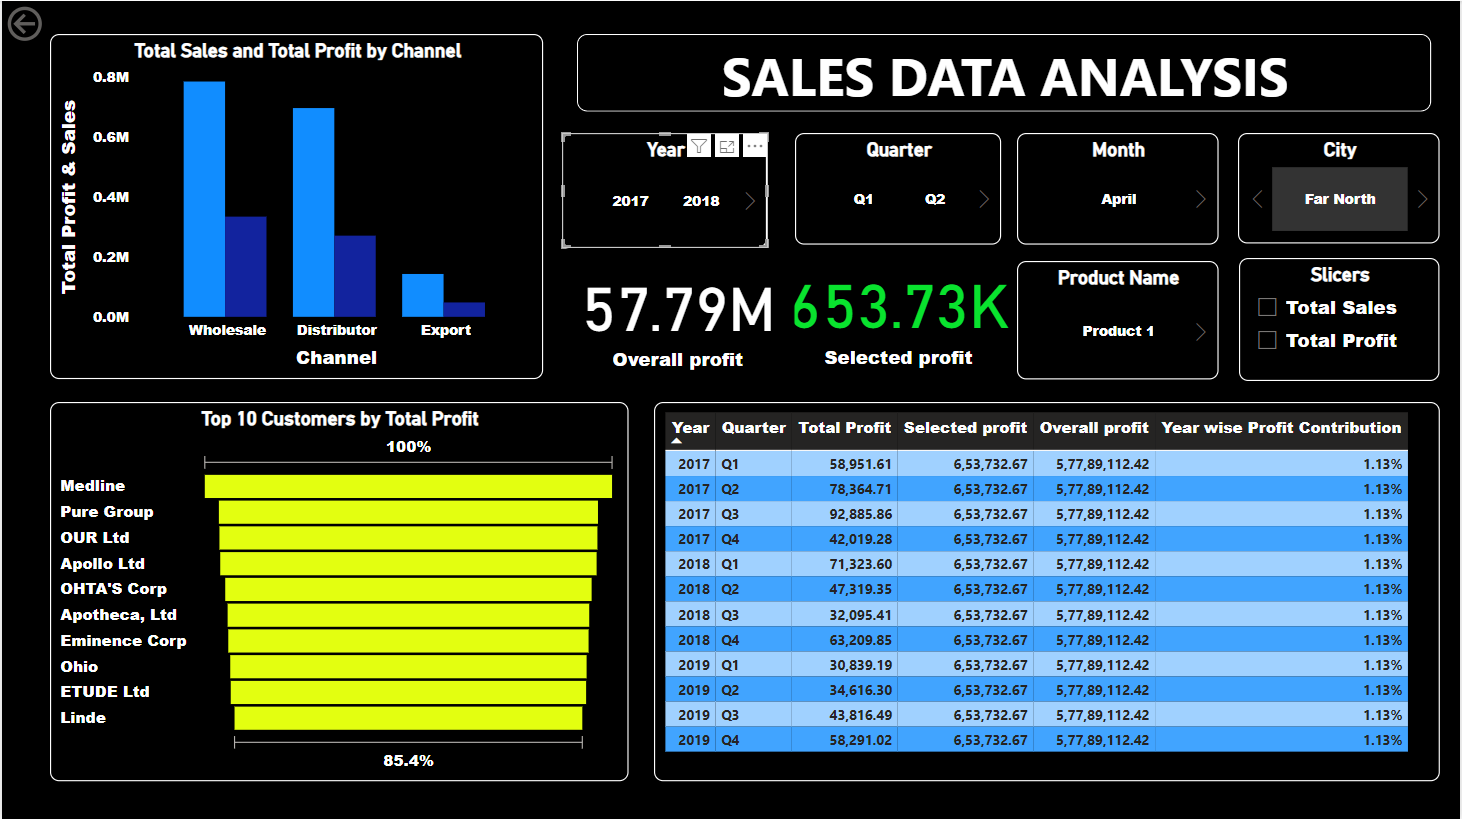 Total Sales and Total Profit by Channel
Total Profit & Sales
0.8M
0.6M
0.4M
0.2M
0.0M
Wholesale Distributor Export
Channel
SALES DATA ANALYSIS
Year
2017 2018
Quarter
Q1 Q2
Month
April
City
Far North
57.79M
Overall profit
653.73K
Selected profit
Product Name
Product 1
Slicers
Total Sales
Total Profit
Top 10 Customers by Total Profit
100%
Medline
Pure Group
OUR Ltd
Apollo Ltd
OHTA'S Corp
Apotheca, Ltd
Eminence Corp
Ohio
ETUDE Ltd
Linde
85.4%
Year Quarter Total Profit Selected profit Overall profit Year wise Profit Contribution
2017 Q1 58,951.61 6,53,732.67 5,77,89,112.42 1.13%
2017 Q2 78,364.71 6,53,732.67 5,77,89,112.42 1.13%
2017 Q3 92,885.86 6,53,732.67 5,77,89,112.42 1.13%
2017 Q4 42,019.28 6,53,732.67 5,77,89,112.42 1.13%
2018 Q1 71,323.60 6,53,732.67 5,77,89,112.42 1.13%
2018 Q2 47,319.35 6,53,732.67 5,77,89,112.42 1.13%
2018 Q3 32,095.41 6,53,732.67 5,77,89,112.42 1.13%
2018 Q4 63,209.85 6,53,732.67 5,77,89,112.42 1.13%
2019 Q1 30,839.19 6,53,732.67 5,77,89,112.42 1.13%
2019 Q2 34,616.30 6,53,732.67 5,77,89,112.42 1.13%
2019 Q3 43,816.49 6,53,732.67 5,77,89,112.42 1.13%
2019 Q4 58,291.02 6,53,732.67 5,77,89,112.42 1.13%